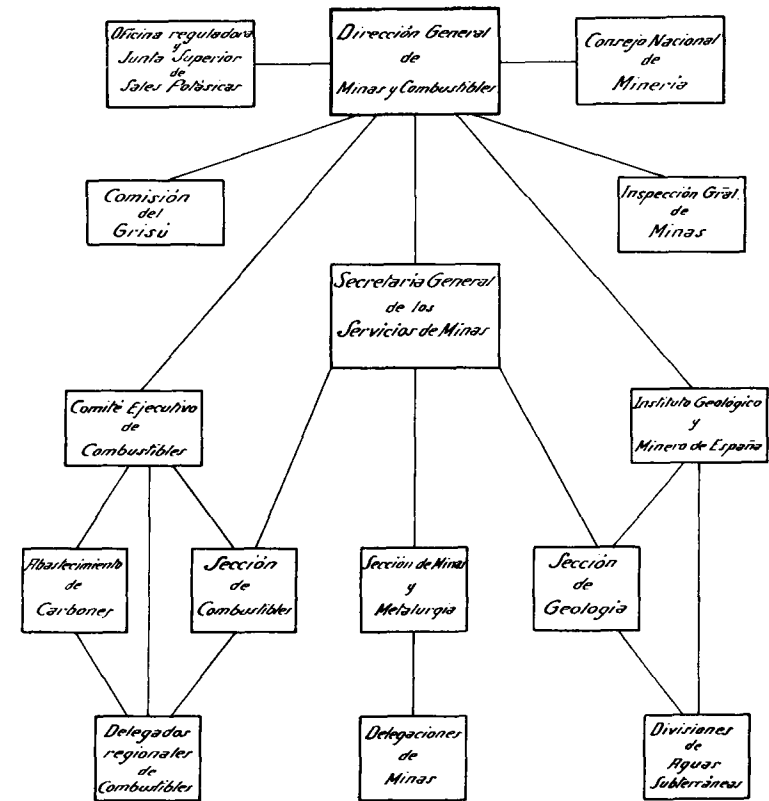 Oficina reguladora
y
Junta Superior
de
Sales Potásicas
Dirección General
de
Minas y Combustibles
Consejo Nacional
de
Minería
Comisión
del
Grisú
Inspección Gral.
de
Minas
Secretaría General
de los
Servicios de Minas
Comité Ejecutivo
de
Combustibles
Instituto Geológico
y
Minero de España
Abastecimiento
de
Carbones
Sección
de
Combustibles
Sección de Minas
y
Metalurgia
Sección
de
Geología
Delegados
regionales
de
Combustibles
Delegaciones
de
Minas
Divisiones
de
Aguas
Subterráneas